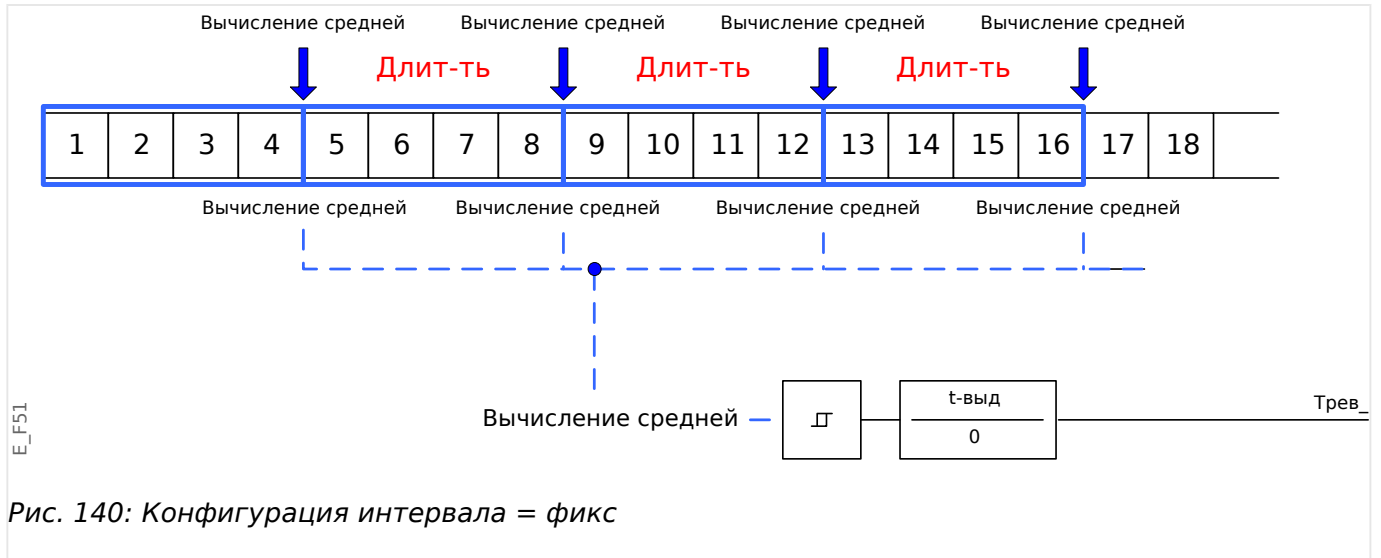 Вычисление средней Вычисление средней Вычисление средней Вычисление средней
Длит-ть Длит-ть Длит-ть
1 2 3 4 5 6 7 8 9 10 11 12 13 14 15 16 17 18
Вычисление средней Вычисление средней Вычисление средней Вычисление средней
t-выд
Трев_
Вычисление средней
0
E_F51
Рис. 140: Конфигурация интервала = фикс